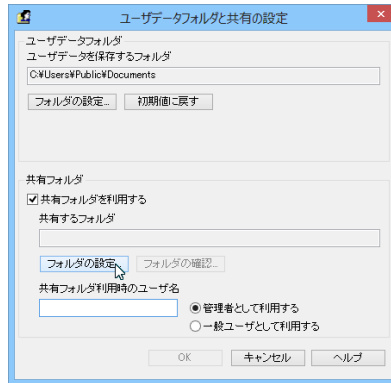 ユーザデータフォルダと共有の設定
ユーザデータフォルダ
ユーザデータを保存するフォルダ
C:¥Users¥Public¥Documents
フォルダの設定... 初期値に戻す
共有フォルダ
共有フォルダを利用する
共有するフォルダ
フォルダの設定... フォルダの確認...
共有フォルダ利用時のユーザ名
管理者として利用する
一般ユーザとして利用する
OK キャンセル ヘルプ